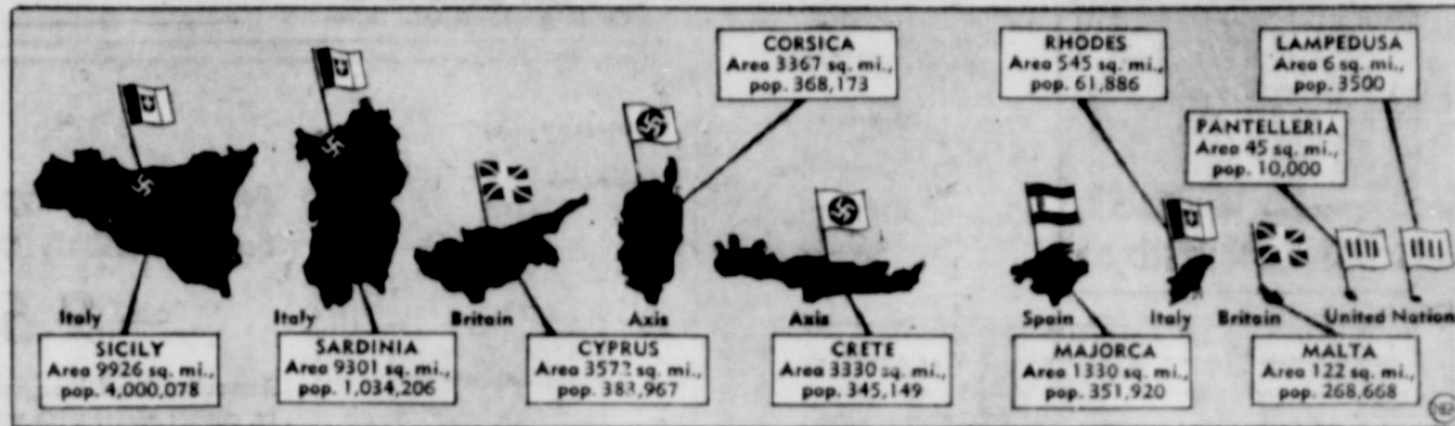 CORSICA
Area 3367 sq. mi.,
pop. 368,173
RHODES
Area 545 sq. mi.,
pop. 61,886
LAMPEDUSA
Area 6 sq. mi.,
pop. 3500
PANTELLERIA
Area 45 sq. mi.,
pop. 10,000
Italy
Italy
Britain
Axis
Axis
Spain
Italy
Britain
United Nation
SICILY
Area 9926 sq. mi.,
pop. 4,000,078
SARDINIA
Area 9301 sq. mi.,
pop. 1,034,206
CYPRUS
Area 3572 sq. mi.,
pop. 383,967
CRETE
Area 3330 sq. mi.,
pop. 345,149
MAJORCA
Area 1330 sq. mi.,
pop. 351,920
MALTA
Area 122 sq. mi.,
pop. 268,668